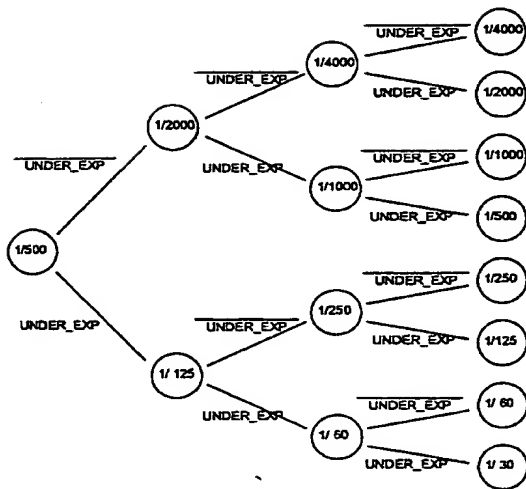 UNDER_EXP 1/4000
1/4000
UNDER_EXP UNDER_EXP
1/2000
1/2000
UNDER_EXP
UNDER_EXP 1/1000
UNDER_EXP 1/1000
UNDER_EXP
1/500
1/500
UNDER_EXP
1/250
UNDER_EXP
1/250
UNDER_EXP UNDER_EXP
1/125
1/ 125
UNDER_EXP
UNDER_EXP 1/ 60
UNDER_EXP
1/ 60
UNDER_EXP
1/ 30